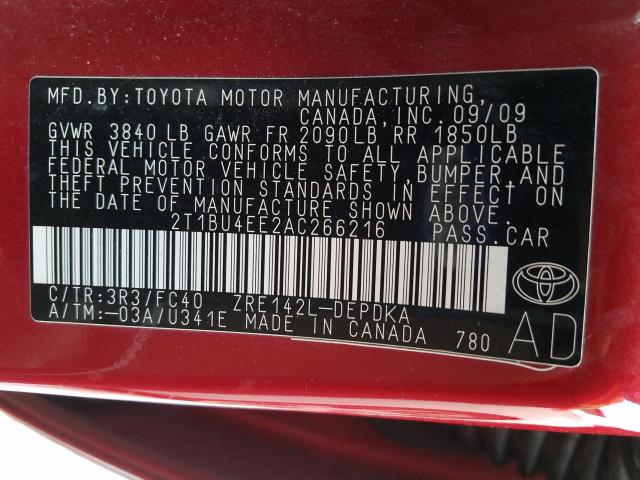 MFD.BY:TOYOTA MOTOR MANUFACTURING,
CANADA,INC.09/09
GVWR 3840LB GAWR FR 2090LB,RR 1850LB
THIS VEHICLE CONFORMS TO ALL APPLICABLE
FEDERAL MOTOR VEHICLE SAFETY,BUMPER,AND
THEFT PREVENTION STANDARDS IN EFFECT ON
THE DATE OF MANUFACTURE SHOWN ABOVE.
2T1BU4EE2AC266216 PASS.CAR
C/TR:3R3/FC40 ZRE142L-DEPDKA
A/TM:-03A/U341E MADE IN CANADA 780
AD